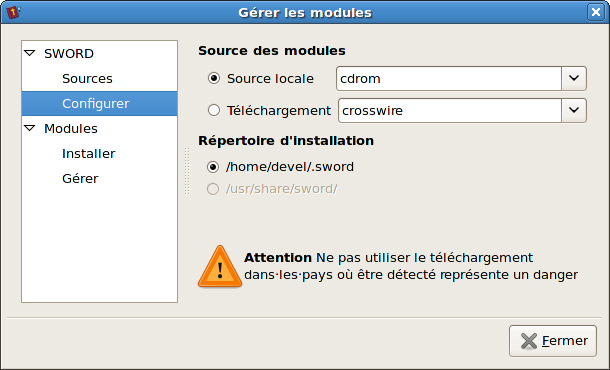 Gérer les modules
SWORD
Sources
Configurer
Modules
Installer
Gérer
Source des modules
Source locale cdrom
Téléchargement crosswire
Répertoire d'installation
/home/devel/.sword
/usr/share/sword/
Attention Ne pas utiliser le téléchargement
dans·les·pays où être détecté représente un danger
Fermer